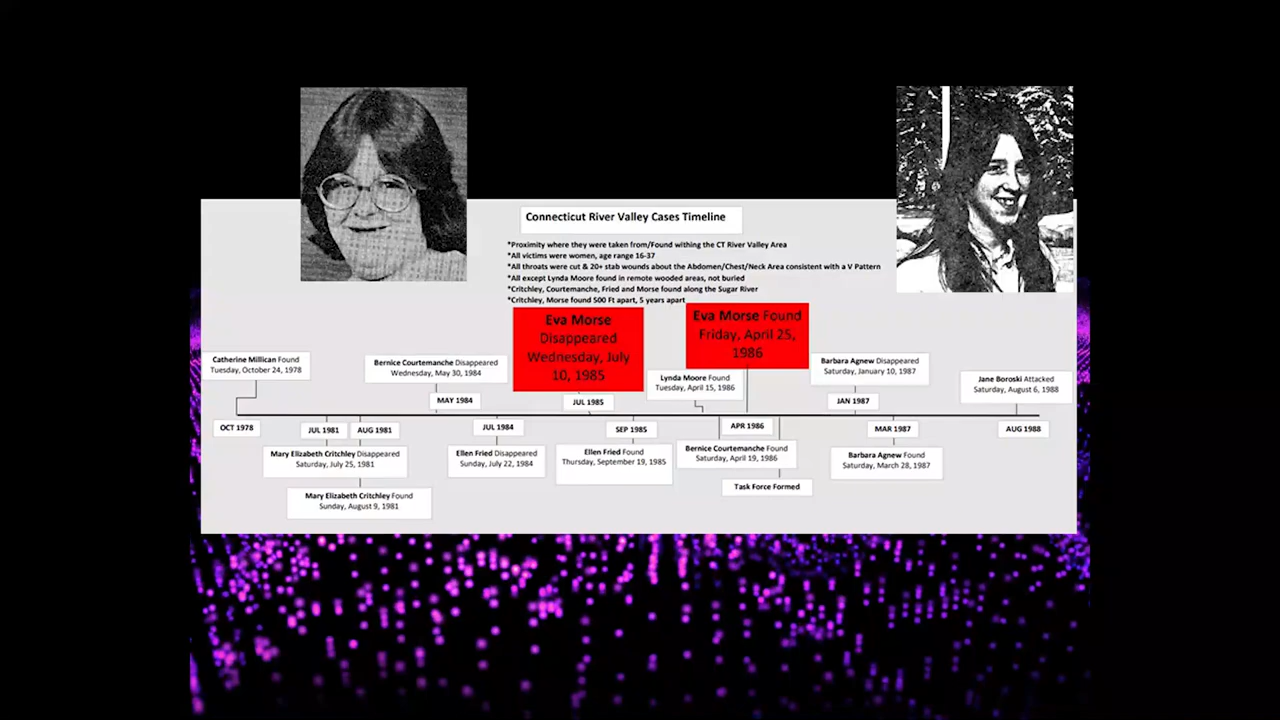 Connecticut River Valley Cases Timeline
*Proximity where they were taken from/Found withing the CT River Valley Area
*All victims were women, age range 16-37
*All throats were cut & 20+ stab wounds about the Abdomen/Chest/Neck Area consistent with a V Pattern
*All except Lynda Moore found in remote wooded areas, not buried
*Critchley, Courtemanche, Fried and Morse found along the Sugar River
*Critchley, Morse found 500 Ft apart, 5 years apart
Eva Morse
Disappeared
Wednesday, July
10, 1985
Eva Morse Found
Friday, April 25,
1986
Catherine Millican Found
Tuesday, October 24, 1978
Bernice Courtemanche Disappeared
Wednesday, May 30, 1984
Lynda Moore Found
Tuesday, April 15, 1986
Barbara Agnew Disappeared
Saturday, January 10, 1987
Jane Boroski Attacked
Saturday, August 6, 1988
MAY 1984
JUL 1985
JAN 1987
OCT 1978
JUL 1981
AUG 1981
JUL 1984
SEP 1985
APR 1986
MAR 1987
AUG 1988
Mary Elizabeth Critchley Disappeared
Saturday, July 25, 1981
Ellen Fried Disappeared
Sunday, July 22, 1984
Ellen Fried Found
Thursday, September 19, 1985
Bernice Courtemanche Found
Saturday, April 19, 1986
Barbara Agnew Found
Saturday, March 28, 1987
Task Force Formed
Mary Elizabeth Critchley Found
Sunday, August 9, 1981